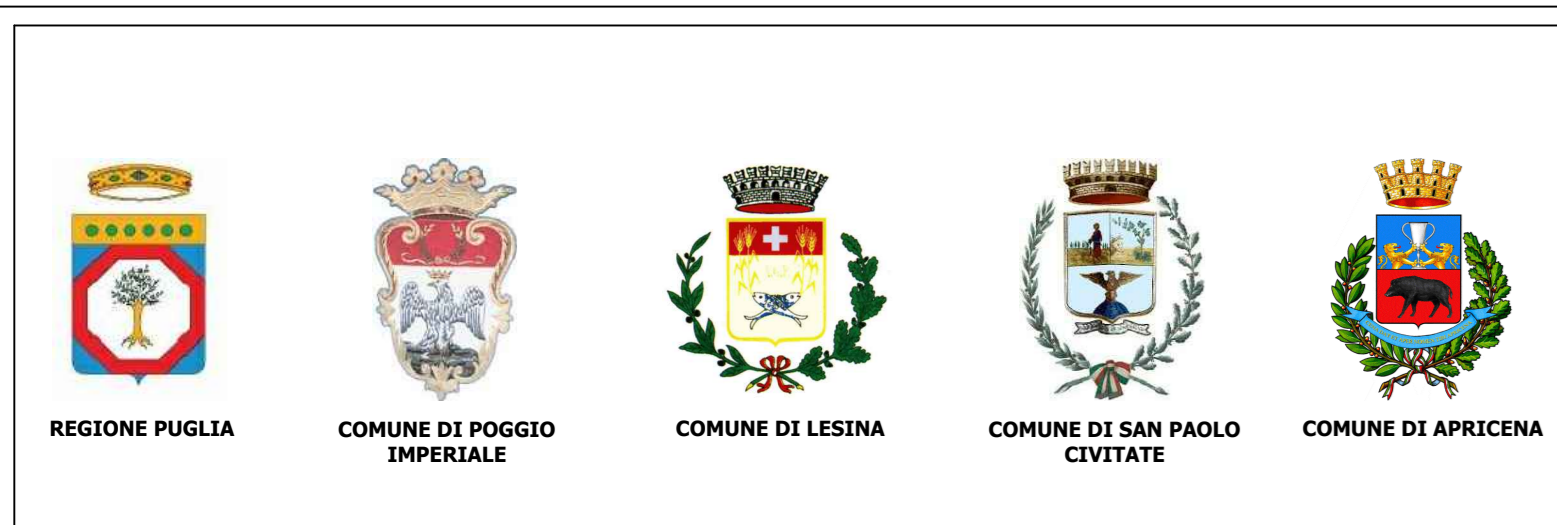 REGIONE PUGLIA
COMUNE DI POGGIO
IMPERIALE
COMUNE DI LESINA
COMUNE DI SAN PAOLO
CIVITATE
COMUNE DI APRICENA